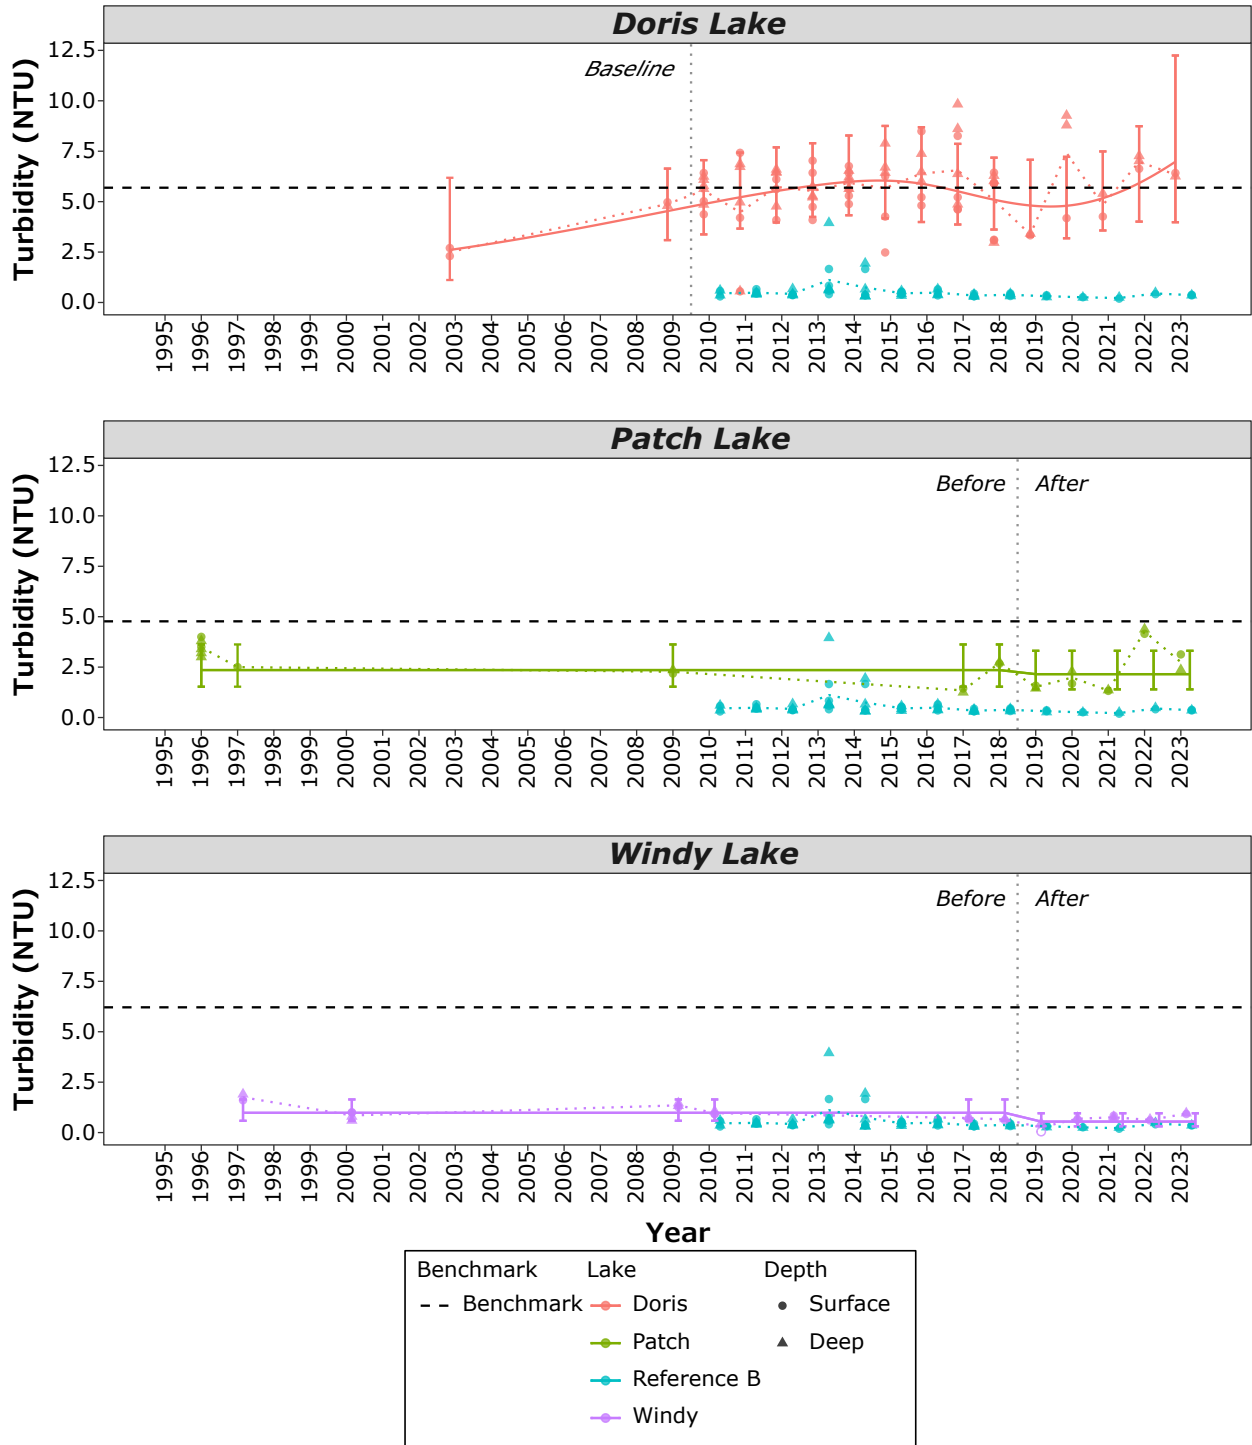 Doris Lake
Turbidity (NTU)
12.5
10.0
7.5
5.0
2.5
0.0
Baseline
1995 1996 1997 1998 1999 2000 2001 2002 2003 2004 2005 2006 2007 2008 2009 2010 2011 2012 2013 2014 2015 2016 2017 2018 2019 2020 2021 2022 2023
Patch Lake
Turbidity (NTU)
12.5
10.0
7.5
5.0
2.5
0.0
Before After
1995 1996 1997 1998 1999 2000 2001 2002 2003 2004 2005 2006 2007 2008 2009 2010 2011 2012 2013 2014 2015 2016 2017 2018 2019 2020 2021 2022 2023
Windy Lake
Turbidity (NTU)
12.5
10.0
7.5
5.0
2.5
0.0
Before After
1995 1996 1997 1998 1999 2000 2001 2002 2003 2004 2005 2006 2007 2008 2009 2010 2011 2012 2013 2014 2015 2016 2017 2018 2019 2020 2021 2022 2023
Year
Benchmark
Benchmark
Lake
Doris
Patch
Reference B
Windy
Depth
Surface
Deep